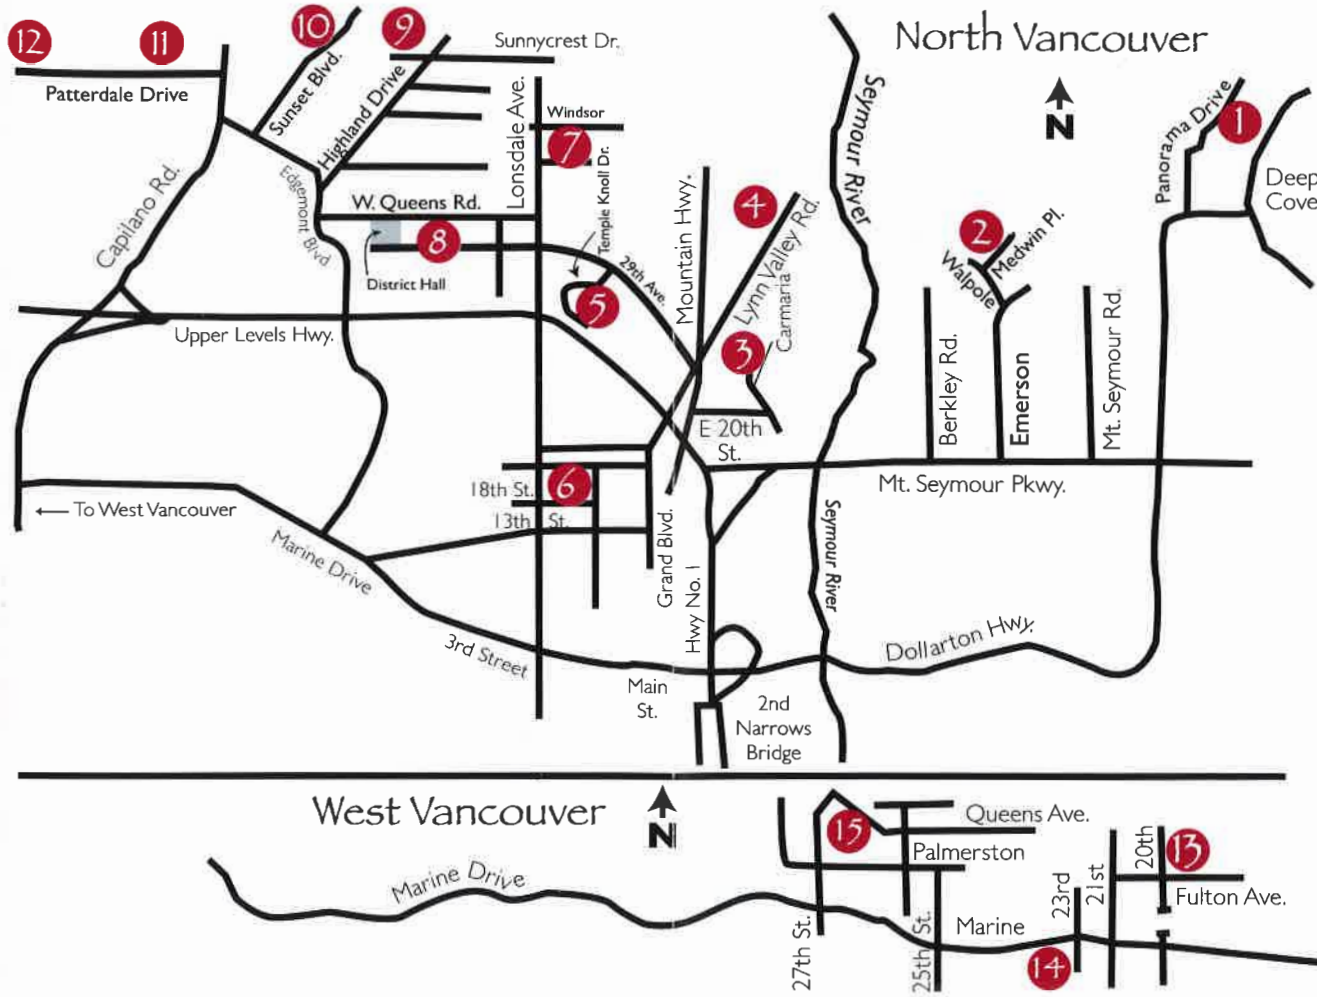 North Vancouver
N
12
11
10
9
Sunnycrest Dr.
Patterdale Drive
Sunset Blvd.
Highland Drive
Lonsdale Ave.
Windsor
7
Temple Knoll Dr.
Capilano Rd.
Edgemont Blvd
W. Queens Rd.
8
District Hall
29th Ave.
5
Mountain Hwy.
4
Lynn Valley Rd.
3
Carmaria
Seymour River
2
Medwin Pl.
Walpole
Panorama Drive
1
Deep
Cove
Upper Levels Hwy.
Berkley Rd.
Emerson
Mt. Seymour Rd.
E 20th
St.
Mt. Seymour Pkwy.
18th St.
6
13th St.
To West Vancouver
Marine Drive
Grand Blvd.
Hwy No. 1
Seymour River
3rd Street
Main
St.
2nd
Narrows
Bridge
Dollarton Hwy.
West Vancouver
N
Marine Drive
15
Queens Ave.
Palmerston
27th St.
25th St.
Marine
23rd
21st
20th
13
Fulton Ave.
14